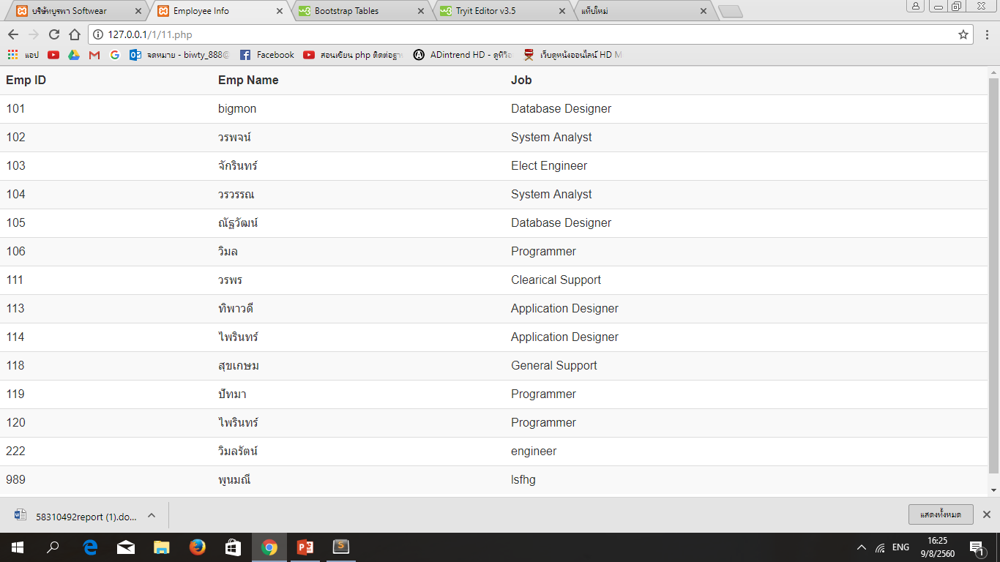 บริษัทบูรพา Softwear
Employee Info
Bootstrap Tables
Tryit Editor v3.5
แท็บใหม่
127.0.0.1/1/11.php
แอป
จดหมาย - biwty_888@
Facebook
สอนเขียน php ติดต่อฐาน
ADintrend HD - ดูทีวีออ
เว็บดูหนังออนไลน์ HD M
Emp ID Emp Name Job
101 bigmon Database Designer
102 วรพจน์ System Analyst
103 จักรินทร์ Elect Engineer
104 วรวรรณ System Analyst
105 ณัฐวัฒน์ Database Designer
106 วิมล Programmer
111 วรพร Clearical Support
113 ทิพาวดี Application Designer
114 ไพรินทร์ Application Designer
118 สุขเกษม General Support
119 ปัทมา Programmer
120 ไพรินทร์ Programmer
222 วิมลรัตน์ engineer
989 พูนมณี lsfhg
58310492report (1).do...
แสดงทั้งหมด
ENG
16:25
9/8/2560
1